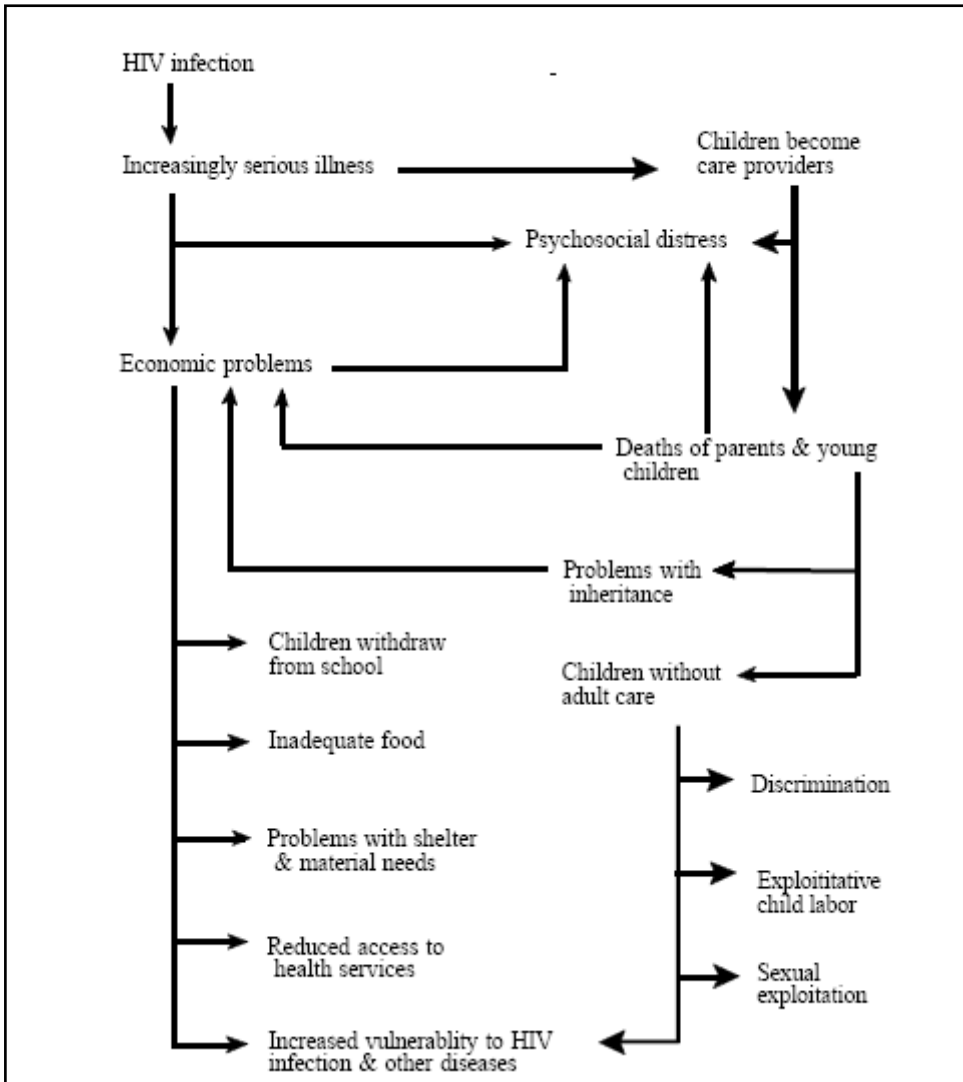 HIV infection
-
Children become
care providers
Increasingly serious illness
Psychosocial distress
Economic problems
Deaths of parents & young
children
Problems with
inheritance
Children withdraw
from school
Children without
adult care
Inadequate food
Discrimination
Problems with shelter
& material needs
Exploititative
child labor
Reduced access to
health services
Sexual
exploitation
Increased vulnerablity to HIV
infection & other diseases